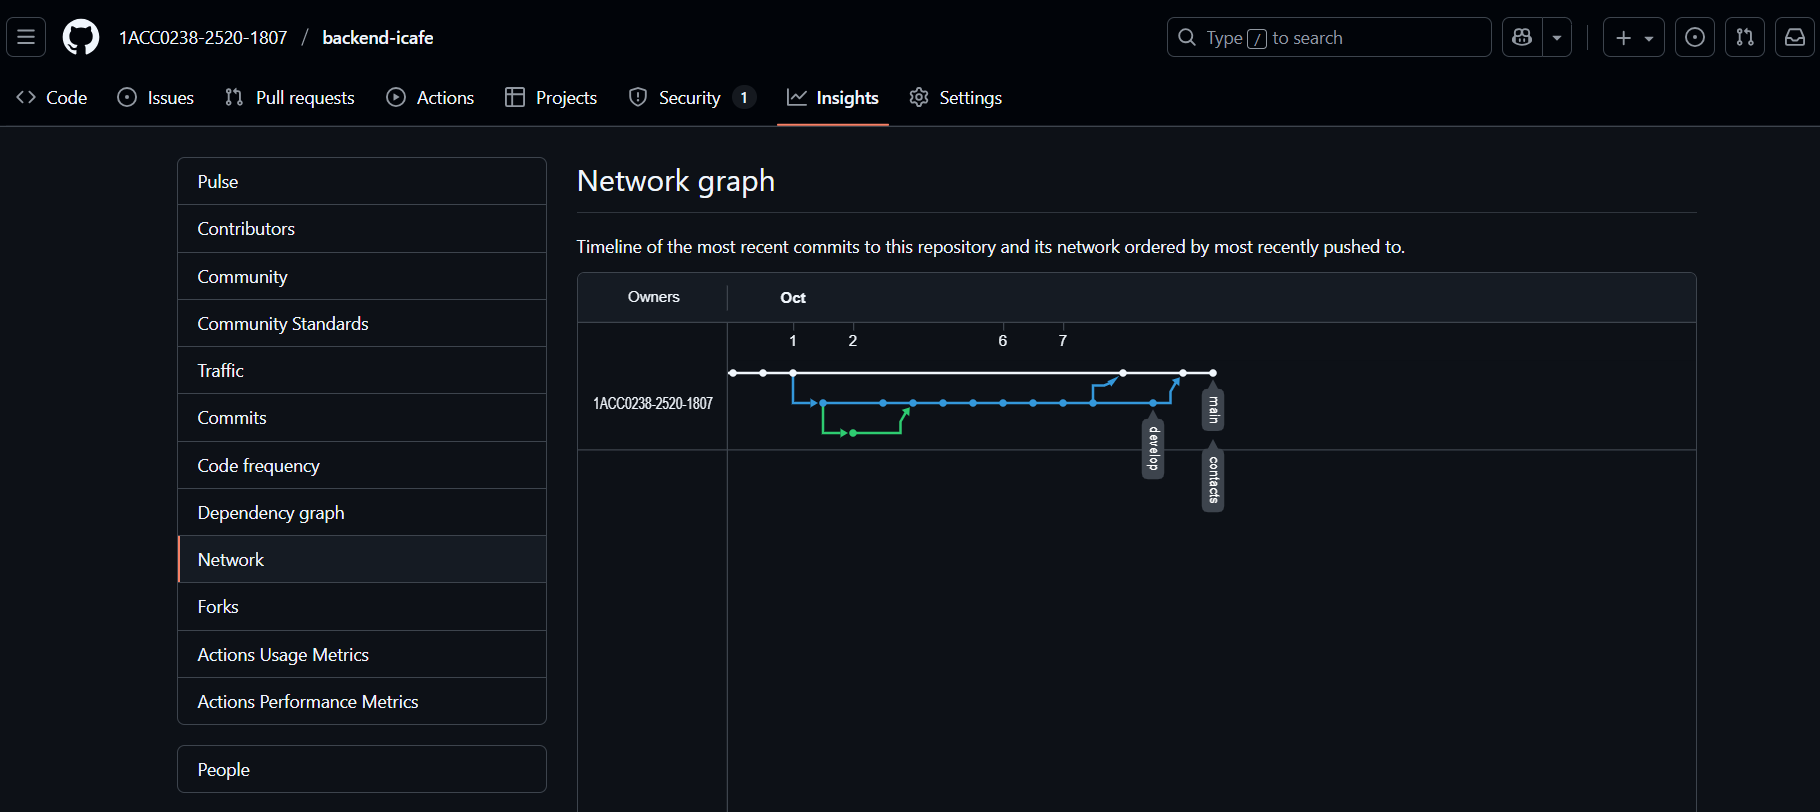 1ACC0238-2520-1807 / backend-icafe
Type / to search
Code Issues Pull requests Actions Projects Security 1 Insights Settings
Pulse
Contributors
Community
Community Standards
Traffic
Commits
Code frequency
Dependency graph
Network
Forks
Actions Usage Metrics
Actions Performance Metrics
People
Network graph
Timeline of the most recent commits to this repository and its network ordered by most recently pushed to.
Owners Oct
1 2 6 7
1ACC0238-2520-1807
main
develop
contacts